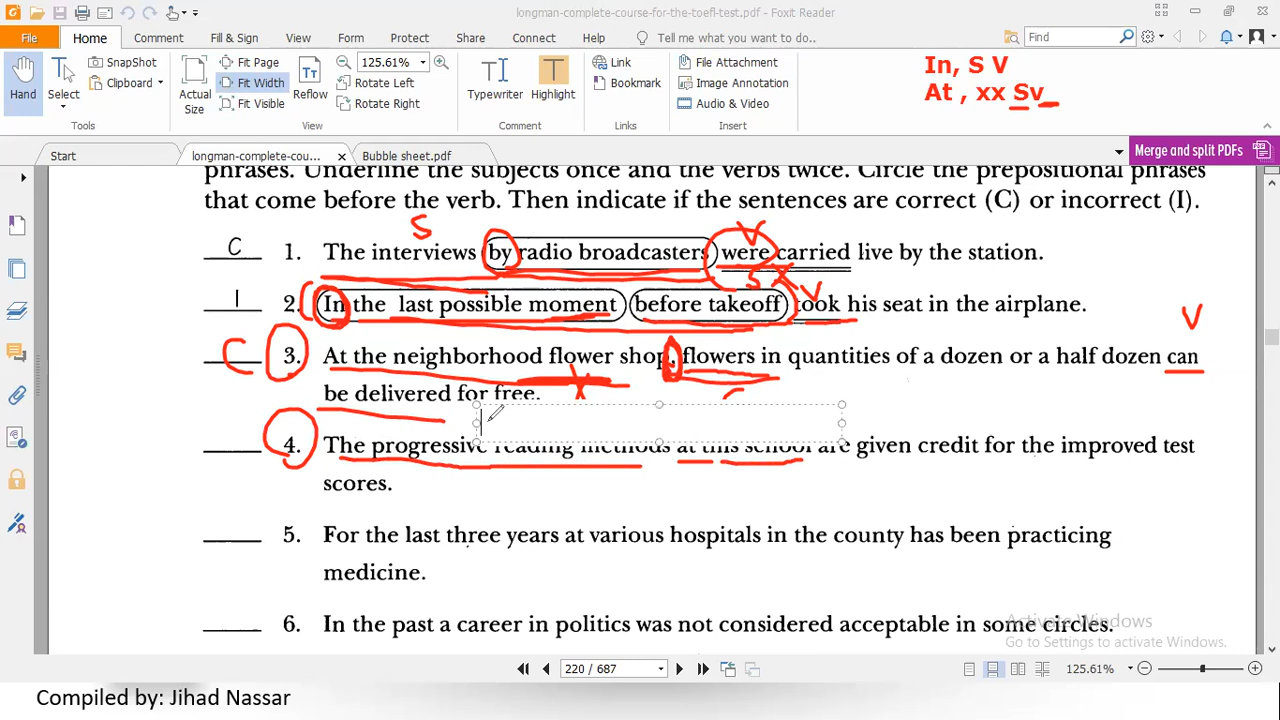 longman-complete-course-for-the-toefl-test.pdf - Foxit Reader
File Home Comment Fill & Sign View Form Protect Share Connect Help Tell me what you want to do.. Find
Hand
Select
SnapShot
Clipboard
Tools
Actual Size
Fit Page
Fit Width
Fit Visible
Reflow
125.61%
Rotate Left
Rotate Right
View
Typewriter
Highlight
Comment
Link
Bookmark
Links
File Attachment
Image Annotation
Audio & Video
Insert
In, S V
At , xx Sv
Start longman-complete-cou... Bubble sheet.pdf Merge and split PDFs
phrases. Underline the subjects once and the verbs twice. Circle the prepositional phrases
that come before the verb. Then indicate if the sentences are correct (C) or incorrect (I).
S V
C 1. The interviews by radio broadcasters were carried live by the station.
S V
I 2. In the last possible moment before takeoff took his seat in the airplane.
V
C 3. At the neighborhood flower shop, flowers in quantities of a dozen or a half dozen can
be delivered for free.
4. The progressive reading methods at this school are given credit for the improved test
scores.
5. For the last three years at various hospitals in the county has been practicing
medicine.
6. In the past a career in politics was not considered acceptable in some circles.
Activate Windows
Go to Settings to activate Windows.
220 / 687 125.61%
Compiled by: Jihad Nassar